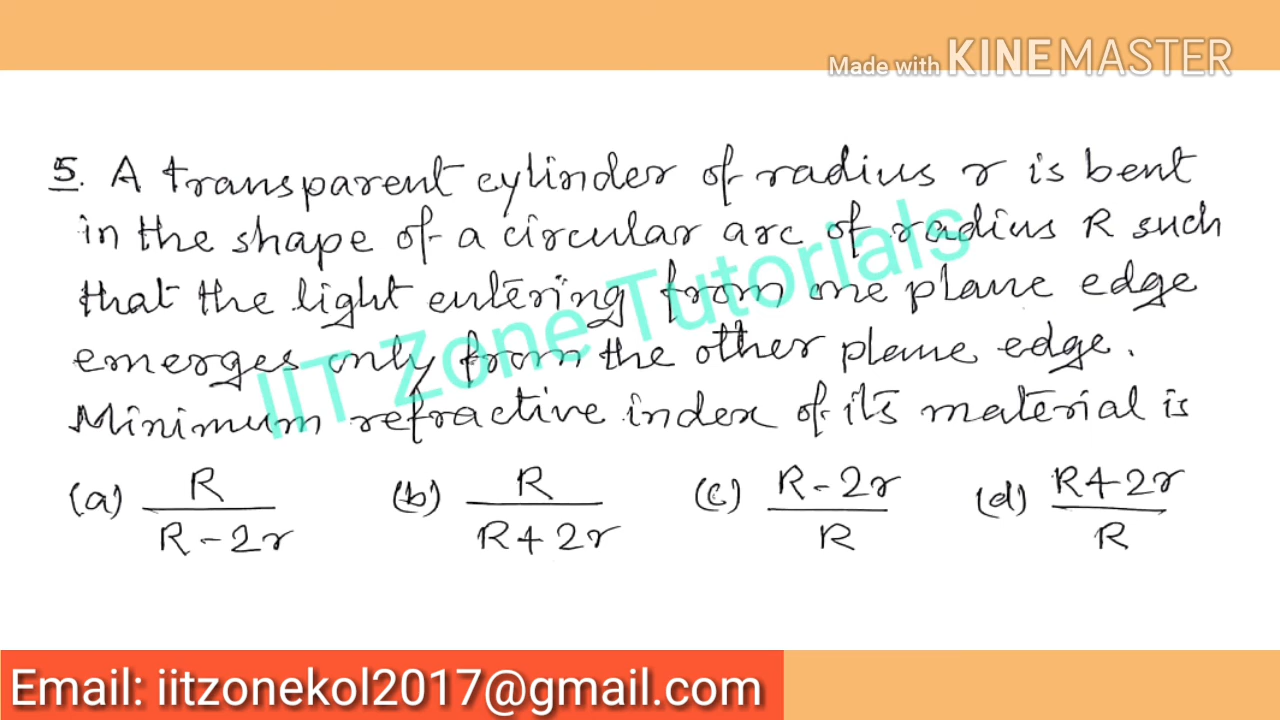 Made with KINEMASTER
5. A transparent cylinder of radius r is bent
in the shape of a circular arc of radius R such
that the light entering from one plane edge
emerges only from the other plane edge.
Minimum refractive index of its material is
(a) R / R - 2r (b) R / R + 2r (c) R - 2r / R (d) R + 2r / R
IIT Zone Tutorials
Email: iitzonekol2017@gmail.com